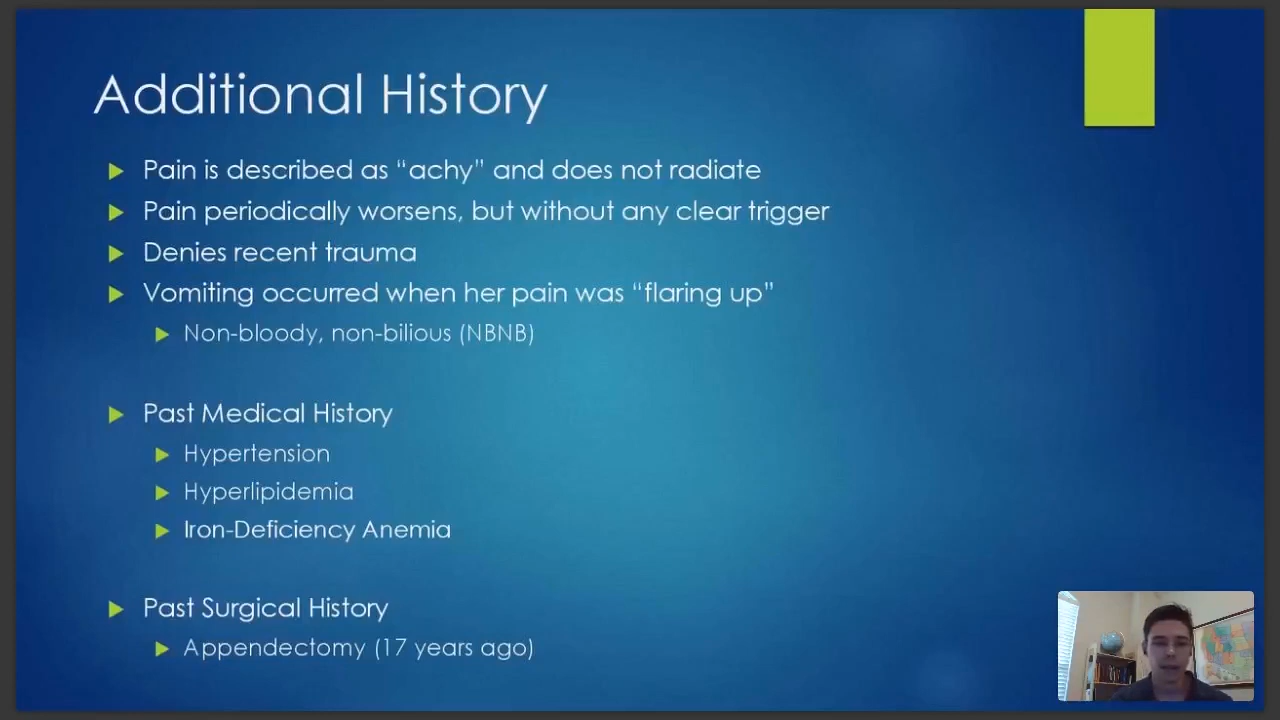 Additional History
Pain is described as “achy” and does not radiate
Pain periodically worsens, but without any clear trigger
Denies recent trauma
Vomiting occurred when her pain was “flaring up”
Non-bloody, non-bilious (NBNB)
Past Medical History
Hypertension
Hyperlipidemia
Iron-Deficiency Anemia
Past Surgical History
Appendectomy (17 years ago)